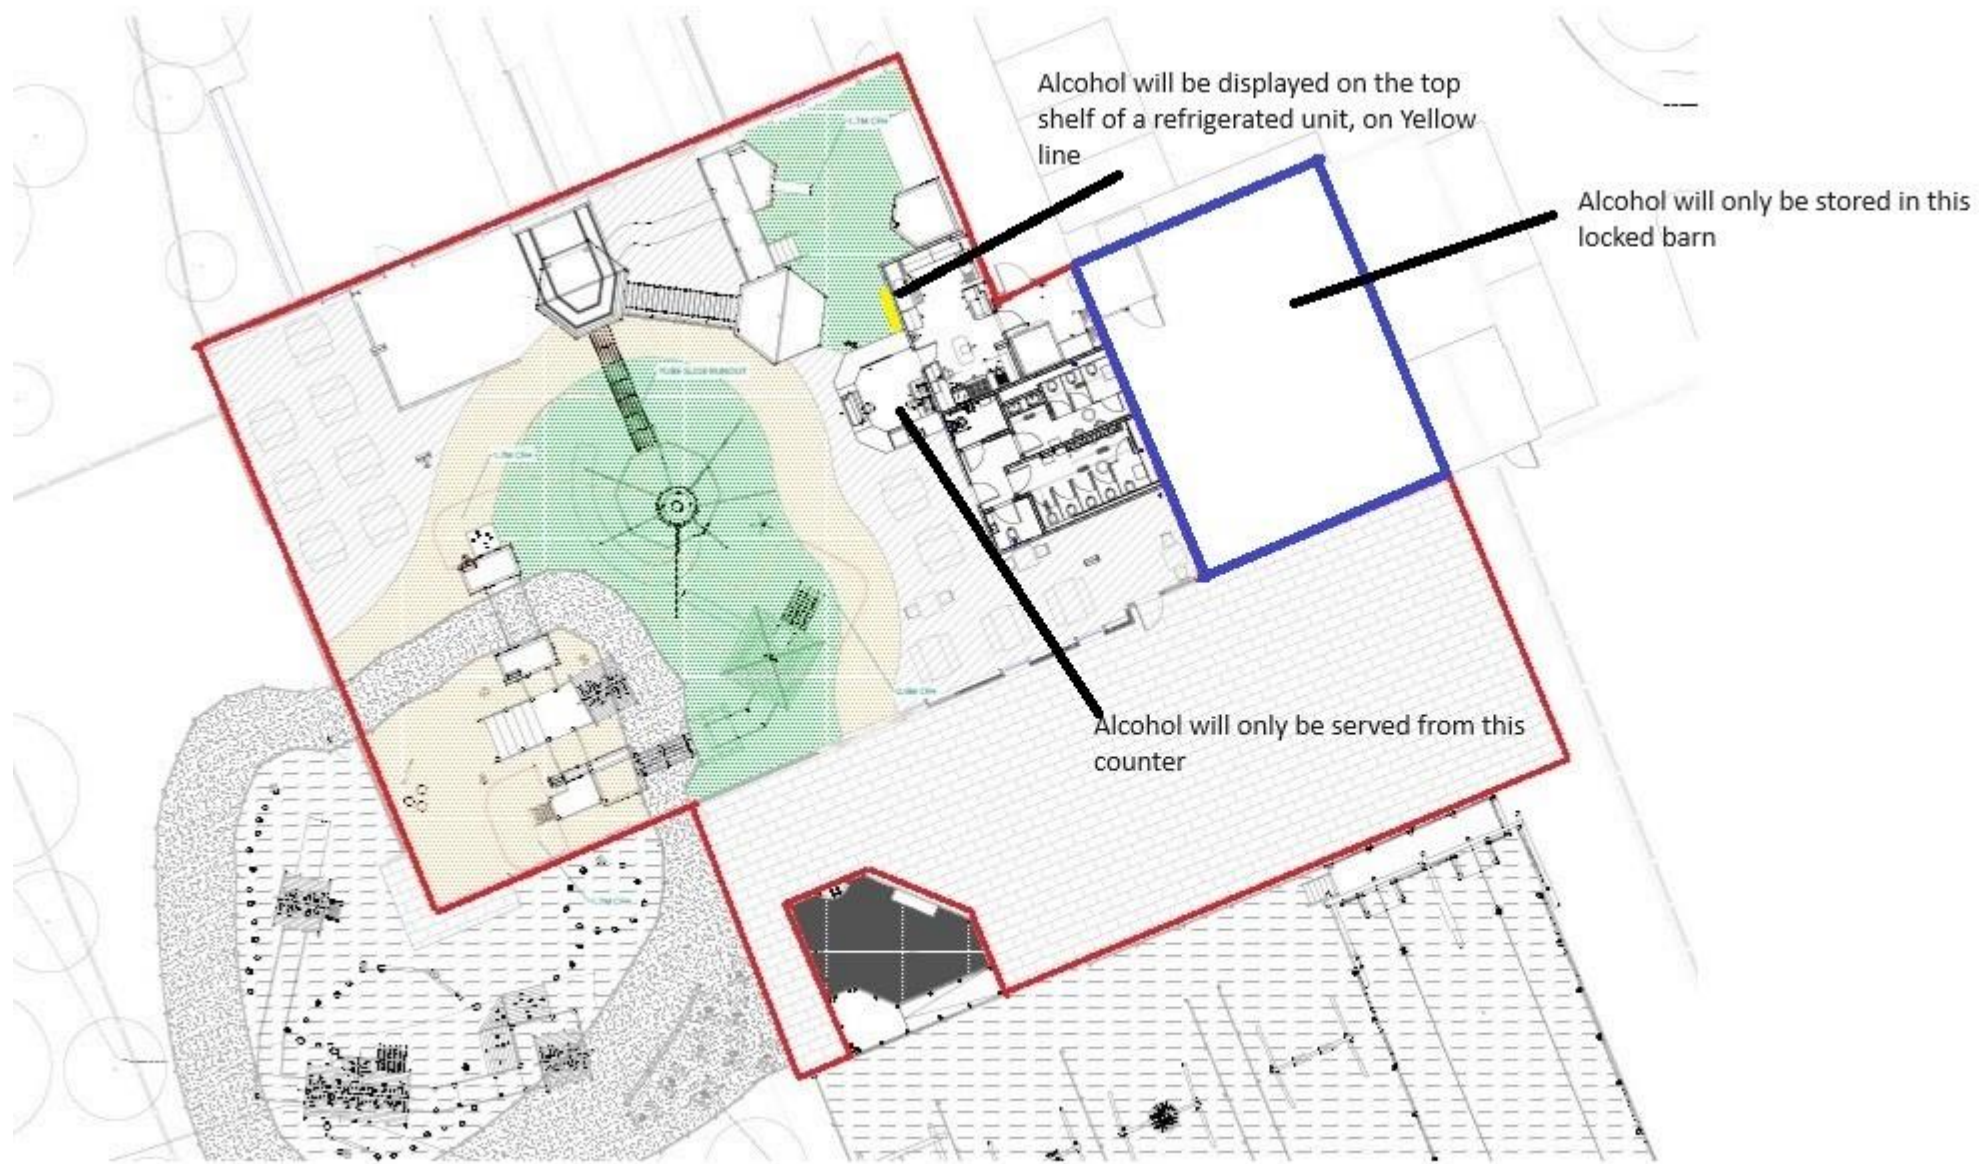 Alcohol will be displayed on the top
shelf of a refrigerated unit, on Yellow
line
Alcohol will only be stored in this
locked barn
Alcohol will only be served from this
counter